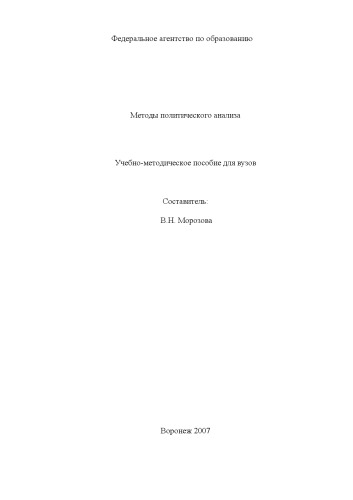 Федеральное агентство по образованию
Методы политического анализа
Учебно-методическое пособие для вузов
Составитель:
В.Н. Морозова
Воронеж 2007